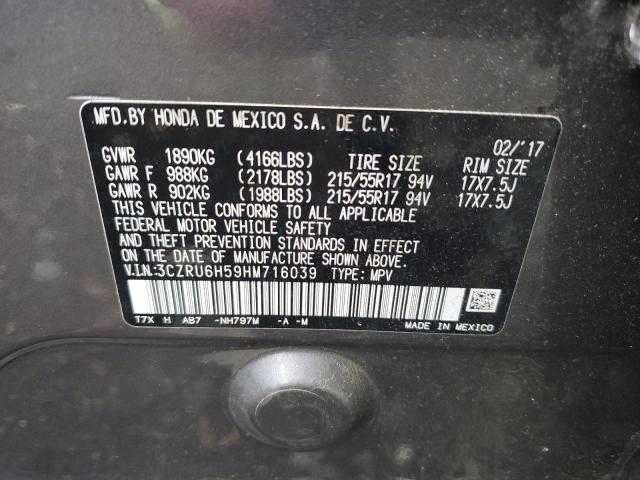 MFD.BY HONDA DE MEXICO S.A. DE C.V.
02/'17
GVWR 1890KG (4166LBS) TIRE SIZE RIM SIZE
GAWR F 988KG (2178LBS) 215/55R17 94V 17X7.5J
GAWR R 902KG (1988LBS) 215/55R17 94V 17X7.5J
THIS VEHICLE CONFORMS TO ALL APPLICABLE
FEDERAL MOTOR VEHICLE SAFETY
AND THEFT PREVENTION STANDARDS IN EFFECT
ON THE DATE OF MANUFACTURE SHOWN ABOVE.
V.I.N:3CZRU6H59HM716039 TYPE: MPV
T7X H AB7 -NH797M -A -M MADE IN MEXICO